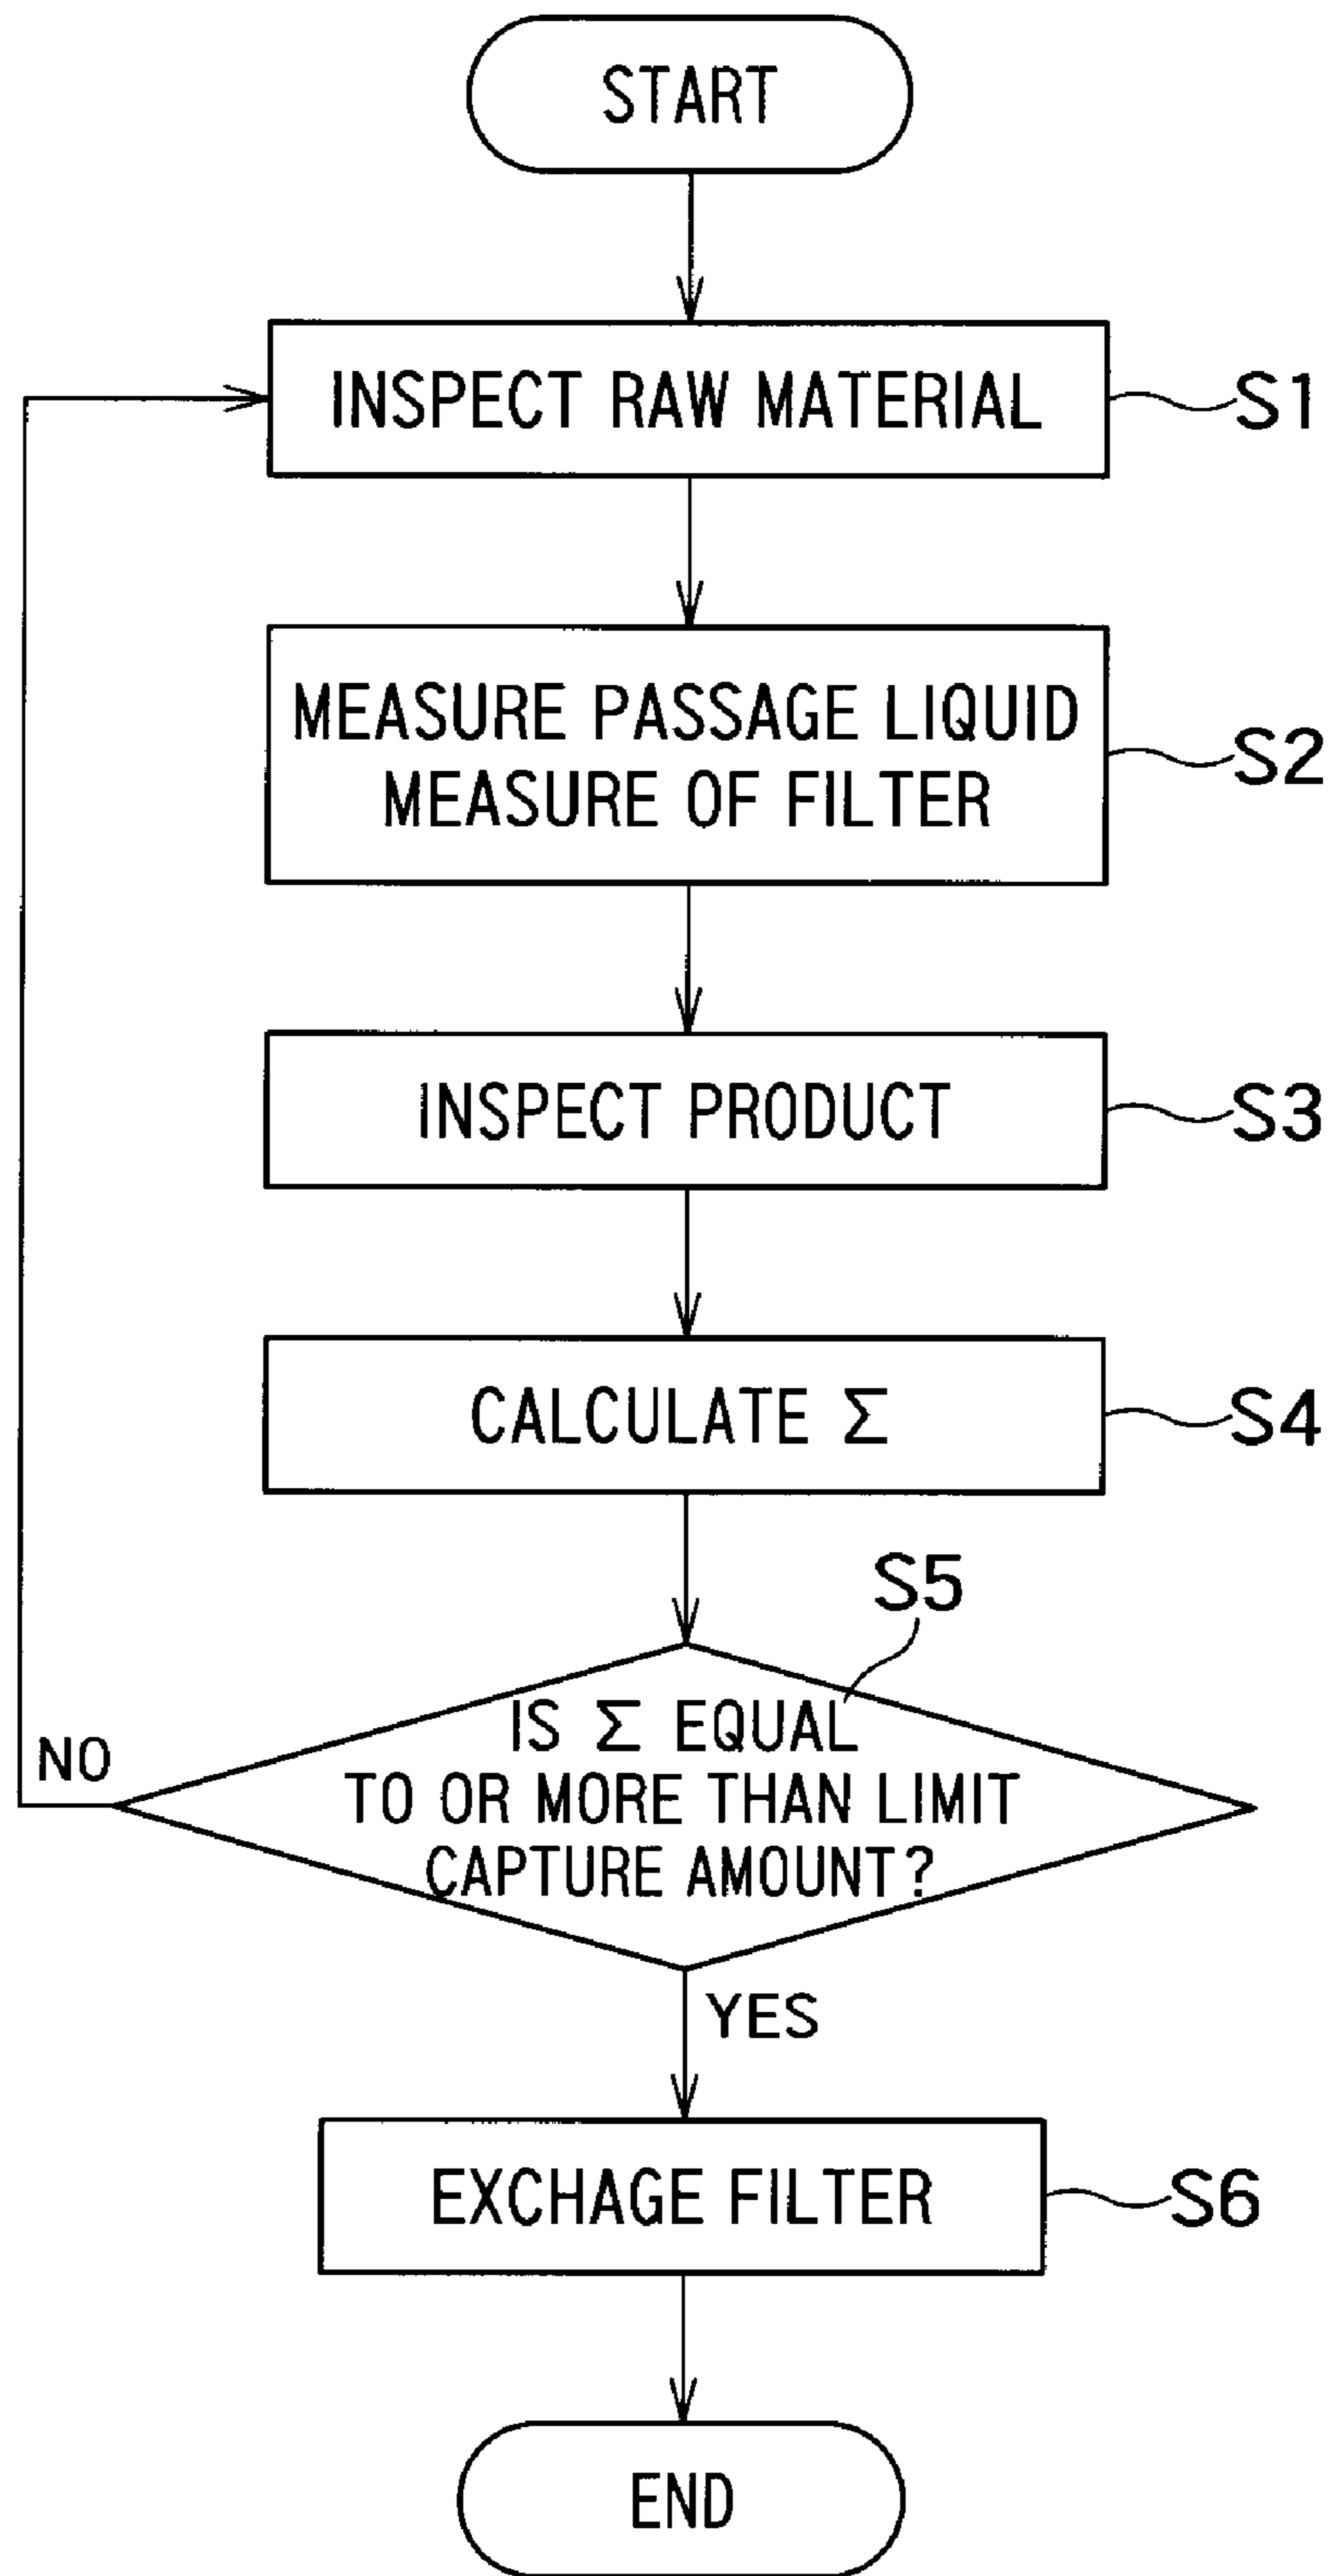 START
INSPECT RAW MATERIAL
S1
MEASURE PASSAGE LIQUID
MEASURE OF FILTER
S2
INSPECT PRODUCT
S3
CALCULATE Σ
S4
S5
IS Σ EQUAL
TO OR MORE THAN LIMIT
CAPTURE AMOUNT?
NO
YES
EXCHAGE FILTER
S6
END